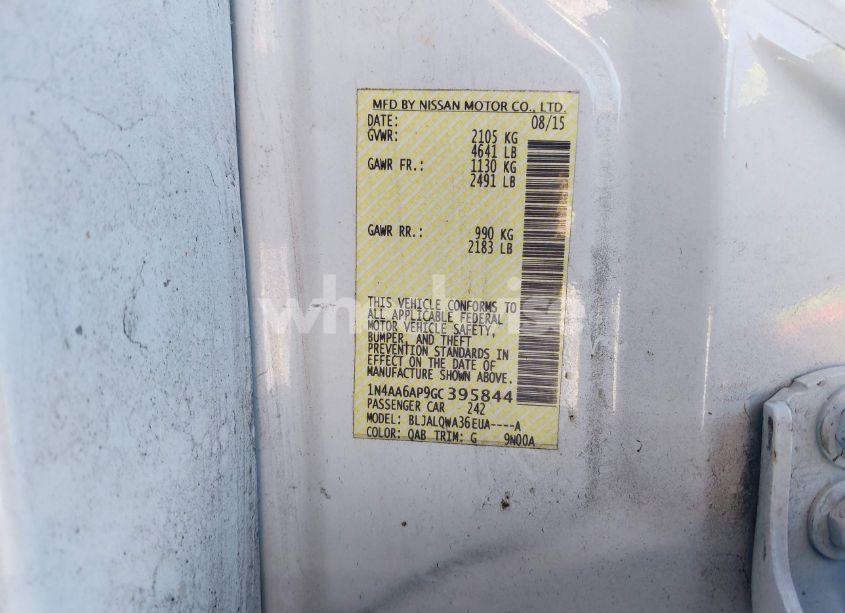 MFD BY NISSAN MOTOR CO., LTD.
DATE: 08/15
GVWR: 2105 KG
4641 LB
GAWR FR.: 1130 KG
2491 LB
GAWR RR.: 990 KG
2183 LB
THIS VEHICLE CONFORMS TO
ALL APPLICABLE FEDERAL
MOTOR VEHICLE SAFETY,
BUMPER, AND THEFT
PREVENTION STANDARDS IN
EFFECT ON THE DATE OF
MANUFACTURE SHOWN ABOVE.
1N4AA6AP9GC395844
PASSENGER CAR 242
MODEL: BLJALQWA36EUA----A
COLOR: QAB TRIM: G 9N00A